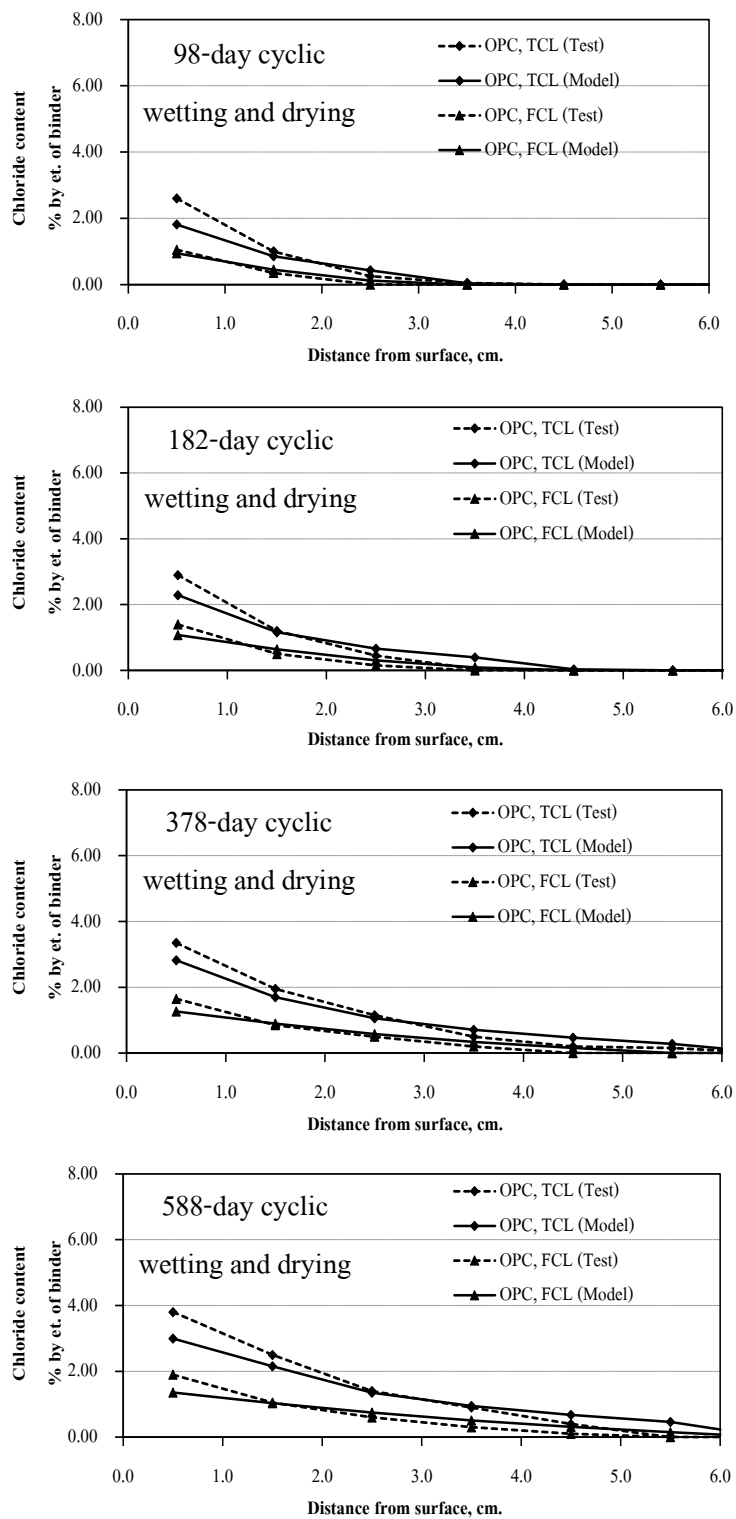 8.00
98-day cyclic
OPC, TCL (Test)
6.00
OPC, TCL (Model)
wetting and drying
OPC, FCL (Test)
4.00
OPC, FCL (Model)
2.00
0.00
Chloride content
% by et. of binder
0.0 1.0 2.0 3.0 4.0 5.0 6.0
Distance from surface, cm.
8.00
182-day cyclic
OPC, TCL (Test)
6.00
OPC, TCL (Model)
wetting and drying
OPC, FCL (Test)
4.00
OPC, FCL (Model)
2.00
0.00
Chloride content
% by et. of binder
0.0 1.0 2.0 3.0 4.0 5.0 6.0
Distance from surface, cm.
8.00
378-day cyclic
OPC, TCL (Test)
6.00
OPC, TCL (Model)
wetting and drying
OPC, FCL (Test)
4.00
OPC, FCL (Model)
2.00
0.00
Chloride content
% by et. of binder
0.0 1.0 2.0 3.0 4.0 5.0 6.0
Distance from surface, cm.
8.00
588-day cyclic
OPC, TCL (Test)
6.00
OPC, TCL (Model)
wetting and drying
OPC, FCL (Test)
4.00
OPC, FCL (Model)
2.00
0.00
Chloride content
% by et. of binder
0.0 1.0 2.0 3.0 4.0 5.0 6.0
Distance from surface, cm.